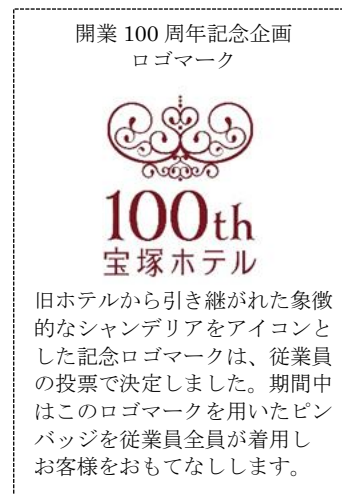 開業 100 周年記念企画
ロゴマーク
100th
宝塚ホテル
旧ホテルから引き継がれた象徴
的なシャンデリアをアイコンと
した記念ロゴマークは、従業員
の投票で決定しました。期間中
はこのロゴマークを用いたピン
バッジを従業員全員が着用し
お客様をおもてなしします。